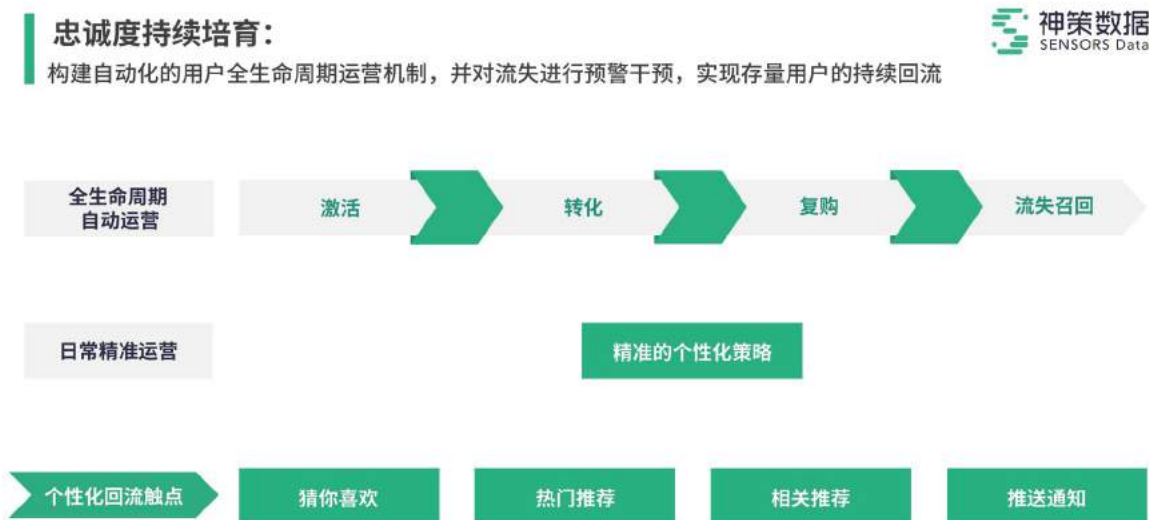 忠诚度持续培育：
构建自动化的用户全生命周期运营机制，并对流失进行预警干预，实现存量用户的持续回流
神策数据
SENSORS Data
全生命周期
自动运营
激活
转化
复购
流失召回
日常精准运营
精准的个性化策略
个性化回流触点
猜你喜欢
热门推荐
相关推荐
推送通知